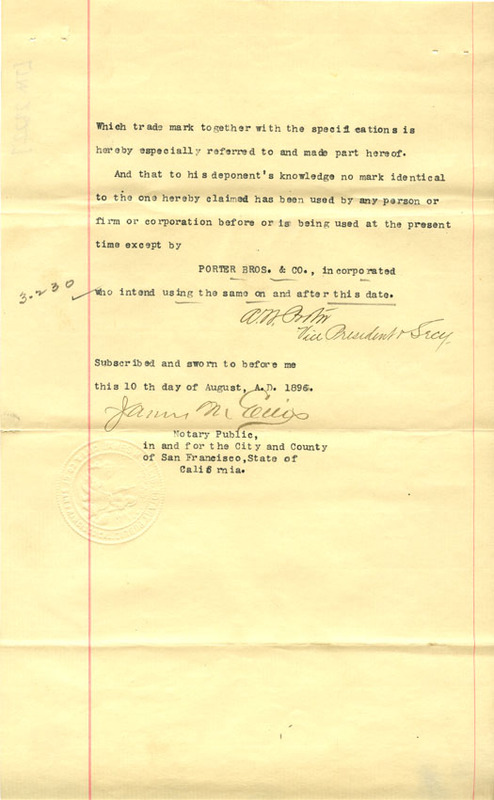 Which trade mark together with the specifications is
hereby especially referred to and made part hereof.
And that to his deponent's knowledge no mark identical
to the one hereby claimed has been used by any person or
firm or corporation before or is being used at the present
time except by
PORTER BROS. & CO., incorporated
3.230
who intend using the same on and after this date.
Vice President & Secy
Subscribed and sworn to before me
this 10 th day of August, A.D. 1896.
James M
Notary Public,
in and for the City and County
of San Francisco,State of
California.